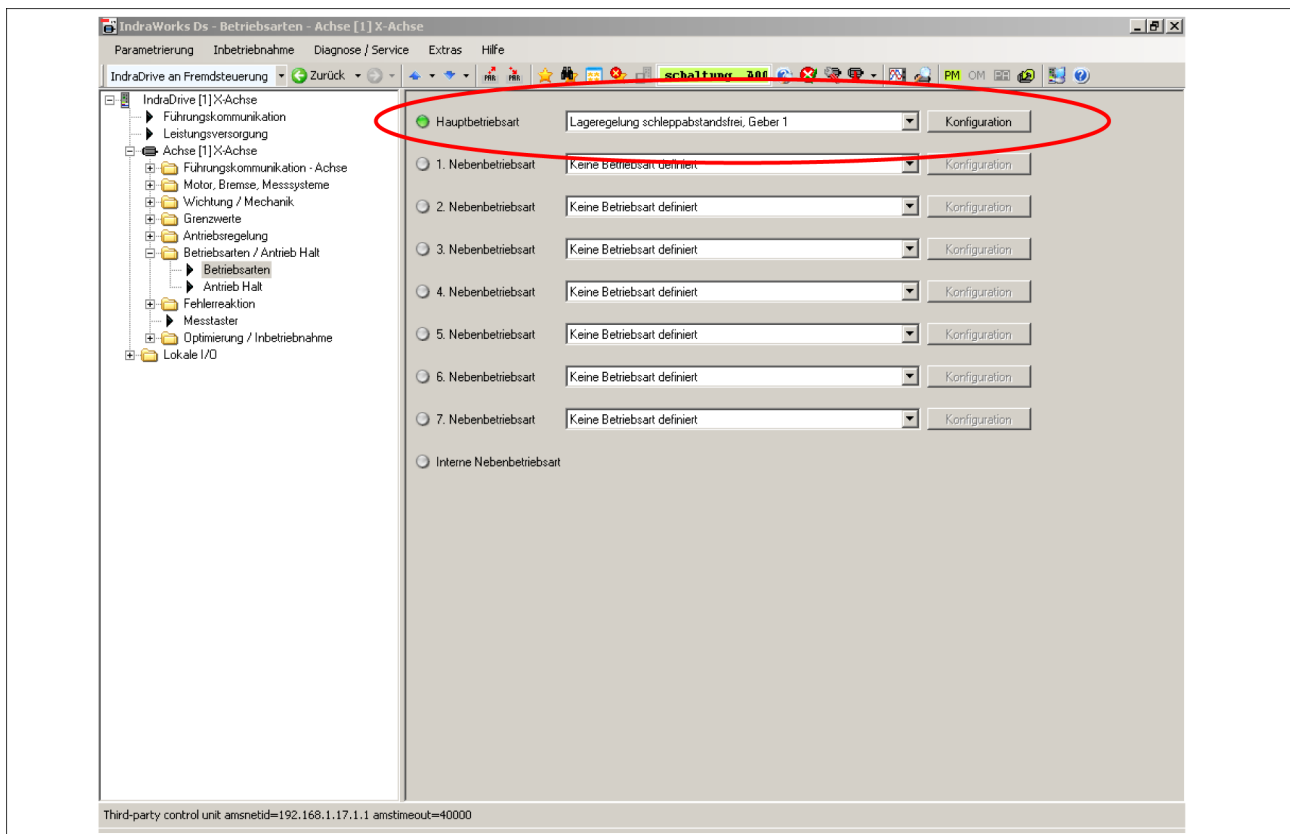 IndraWorks Ds - Betriebsarten - Achse [1] X-Achse
Parametrierung Inbetriebnahme Diagnose / Service Extras Hilfe
IndraDrive an Fremdsteuerung Zurück PM OM
IndraDrive [1] X-Achse
Führungskommunikation
Leistungsversorgung
Achse [1] X-Achse
Führungskommunikation - Achse
Motor, Bremse, Messsysteme
Wichtung / Mechanik
Grenzwerte
Antriebsregelung
Betriebsarten / Antrieb Halt
Betriebsarten
Antrieb Halt
Fehlerreaktion
Messtaster
Optimierung / Inbetriebnahme
Lokale I/O
Hauptbetriebsart Lageregelung schleppabstandsfrei, Geber 1 Konfiguration
1. Nebenbetriebsart Keine Betriebsart definiert Konfiguration
2. Nebenbetriebsart Keine Betriebsart definiert Konfiguration
3. Nebenbetriebsart Keine Betriebsart definiert Konfiguration
4. Nebenbetriebsart Keine Betriebsart definiert Konfiguration
5. Nebenbetriebsart Keine Betriebsart definiert Konfiguration
6. Nebenbetriebsart Keine Betriebsart definiert Konfiguration
7. Nebenbetriebsart Keine Betriebsart definiert Konfiguration
Interne Nebenbetriebsart
Third-party control unit amsnetid=192.168.1.17.1.1 amstimeout=40000